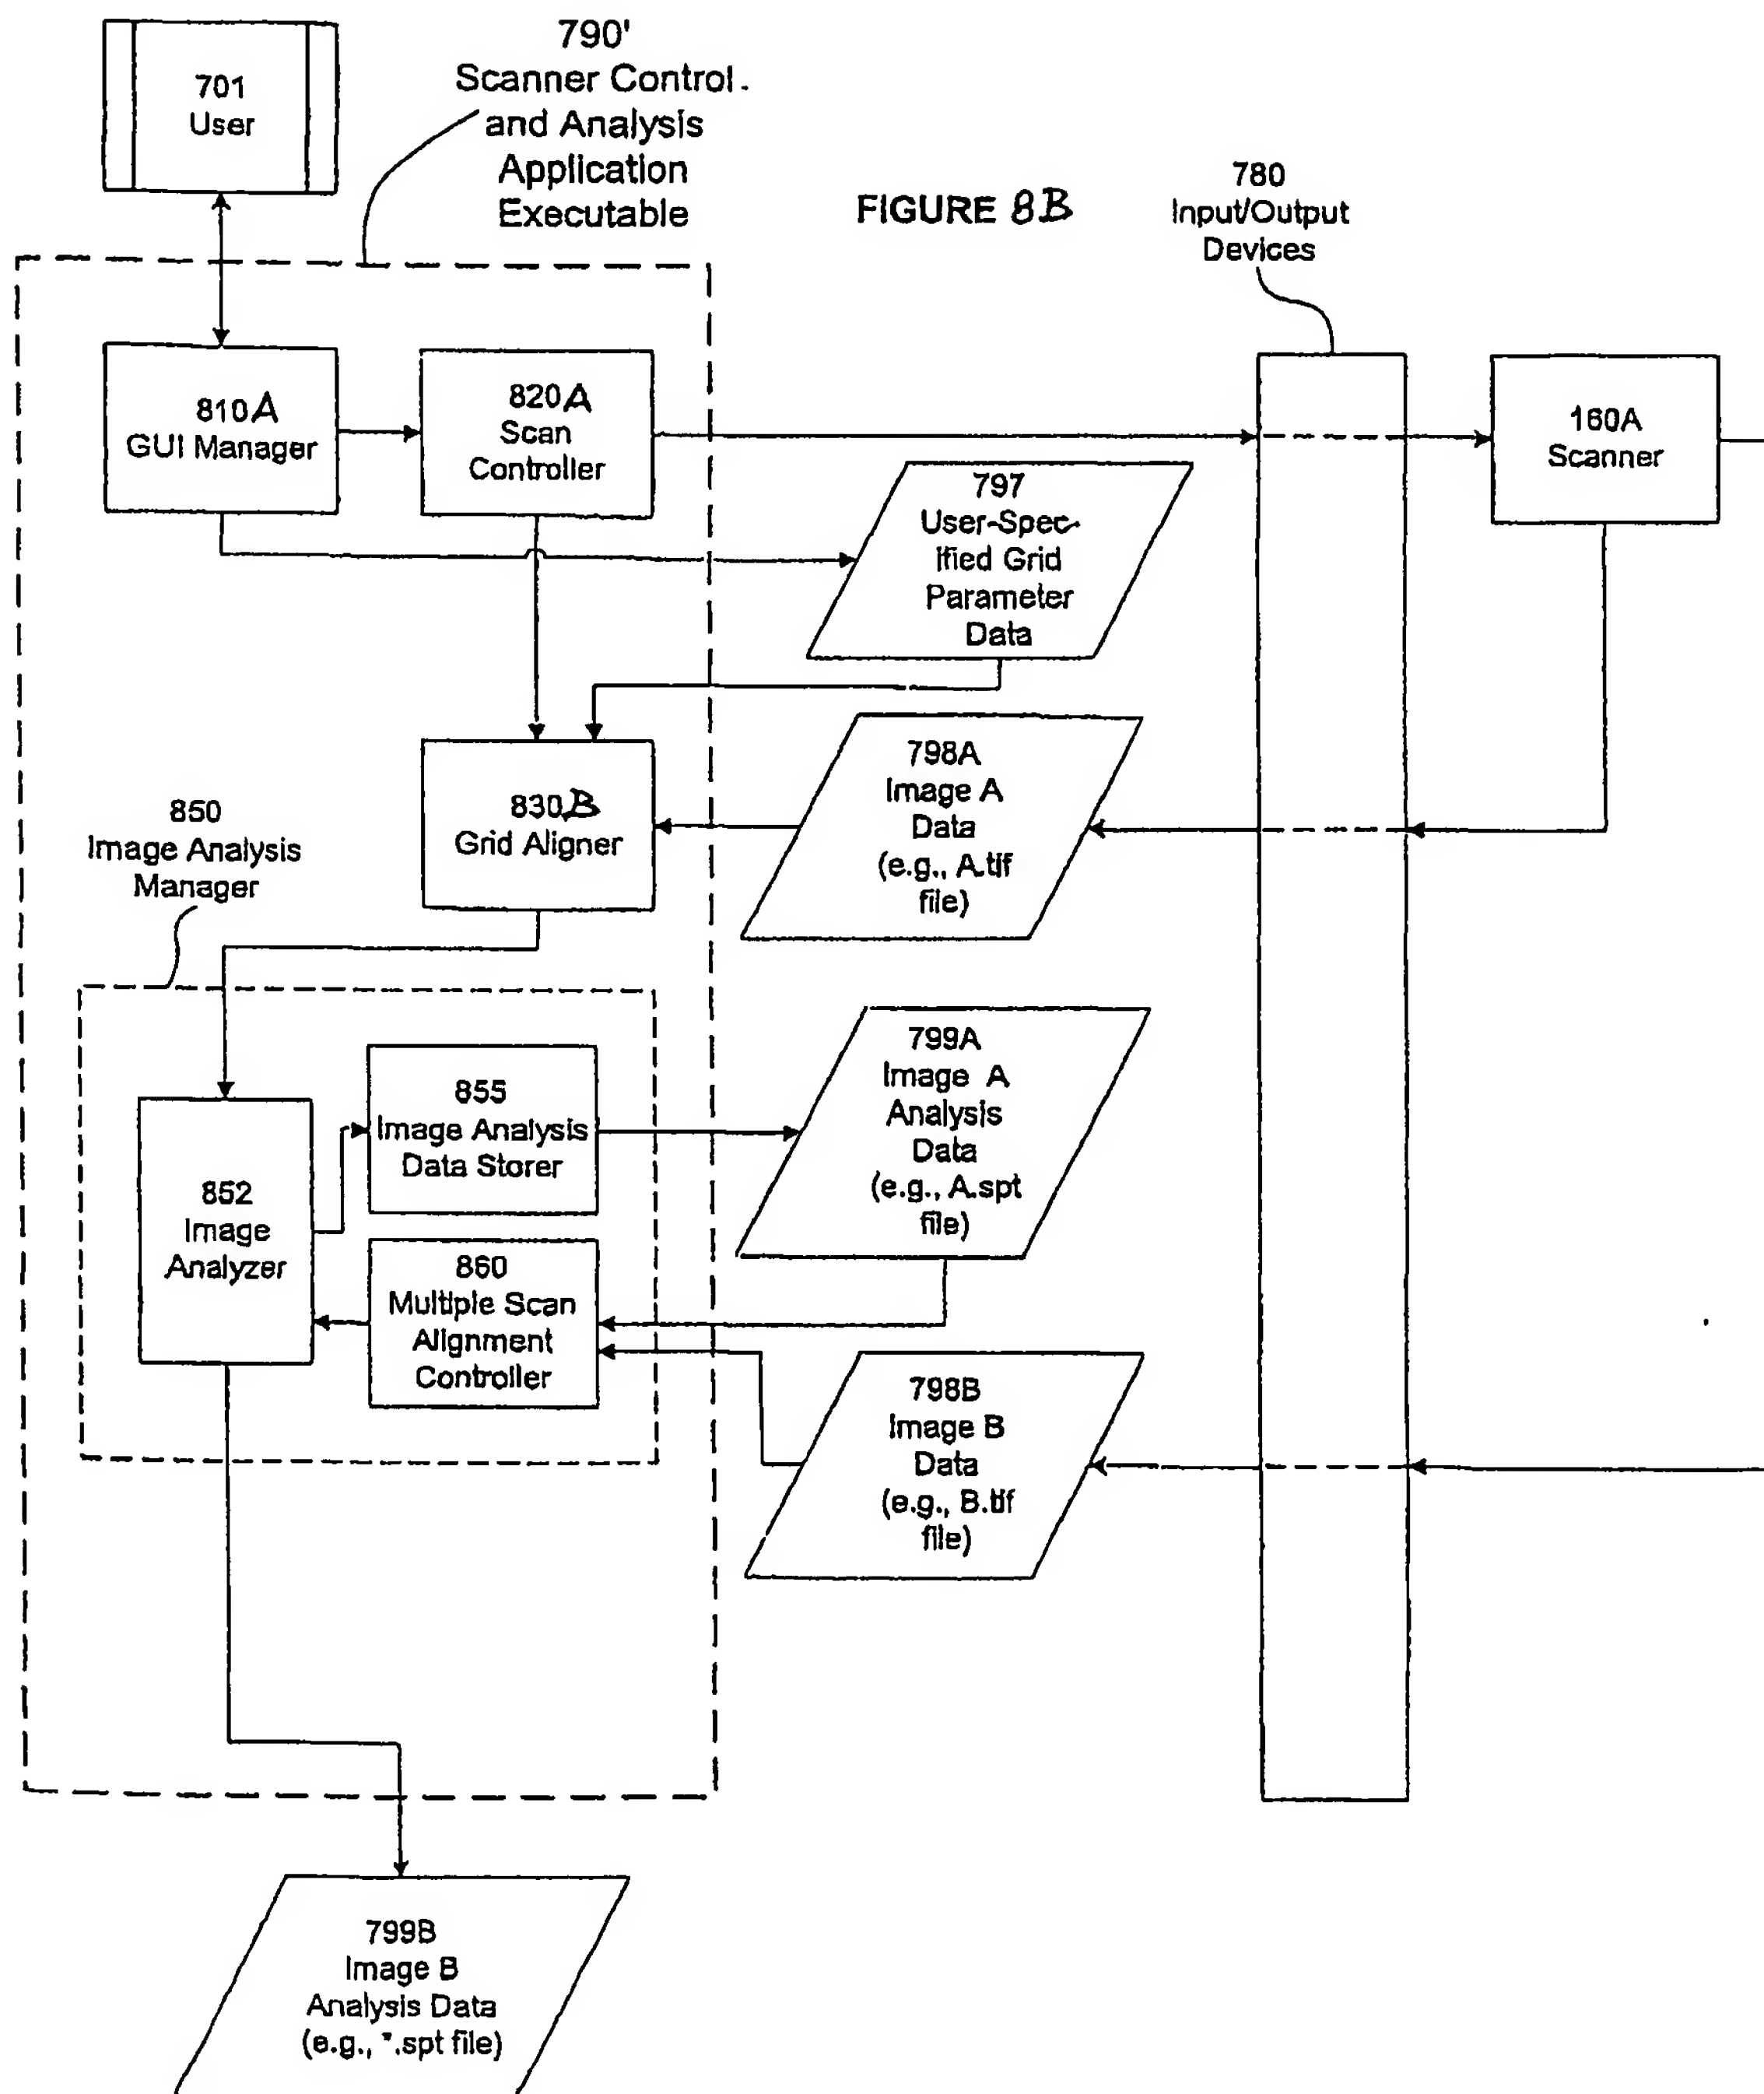 790'
Scanner Control
and Analysis
Application
Executable
701
User
FIGURE 8B
780
Input/Output
Devices
810A
GUI Manager
820A
Scan
Controller
160A
Scanner
797
User-Spec-
ified Grid
Parameter
Data
798A
Image A
Data
(e.g., A.tif
file)
830B
Grid Aligner
850
Image Analysis
Manager
799A
Image A
Analysis
Data
(e.g., A.spt
file)
855
Image Analysis
Data Storer
852
Image
Analyzer
860
Multiple Scan
Alignment
Controller
798B
Image B
Data
(e.g., B.tif
file)
799B
Image B
Analysis Data
(e.g., *.spt file)